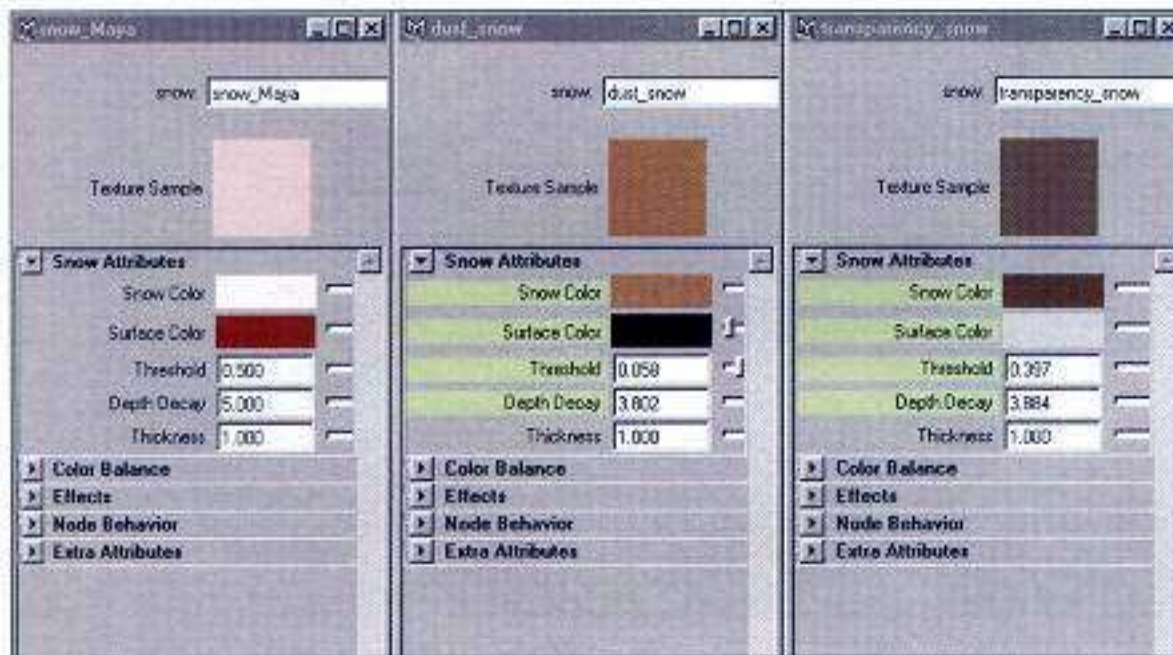 snow_Maya
snow: snow_Maya
Texture Sample
Snow Attributes
Snow Color
Surface Color
Threshold 0.500
Depth Decay 5.000
Thickness 1.000
Color Balance
Effects
Node Behavior
Extra Attributes
dust_snow
snow: dust_snow
Texture Sample
Snow Attributes
Snow Color
Surface Color
Threshold 0.058
Depth Decay 3.802
Thickness 1.000
Color Balance
Effects
Node Behavior
Extra Attributes
transparency_snow
snow: transparency_snow
Texture Sample
Snow Attributes
Snow Color
Surface Color
Threshold 0.397
Depth Decay 3.884
Thickness 1.000
Color Balance
Effects
Node Behavior
Extra Attributes